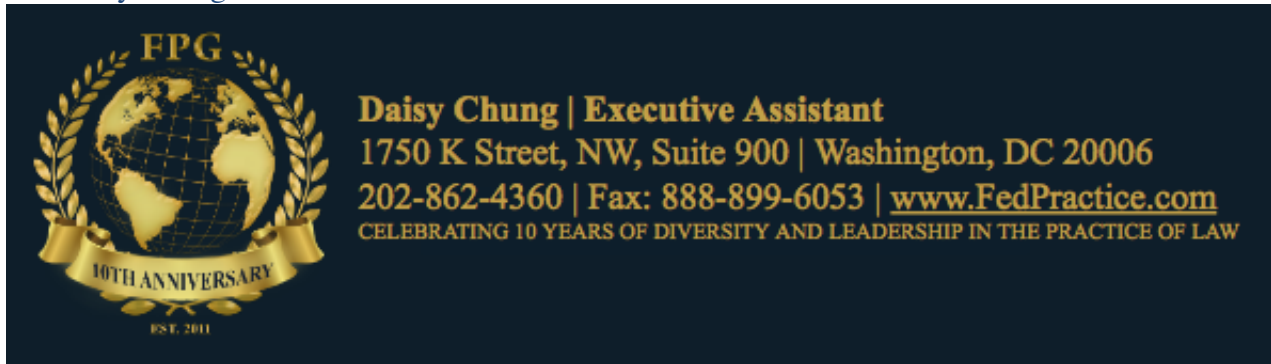 FPG
10TH ANNIVERSARY
EST. 2011
Daisy Chung | Executive Assistant
1750 K Street, NW, Suite 900 | Washington, DC 20006
202-862-4360 | Fax: 888-899-6053 | www.FedPractice.com
CELEBRATING 10 YEARS OF DIVERSITY AND LEADERSHIP IN THE PRACTICE OF LAW